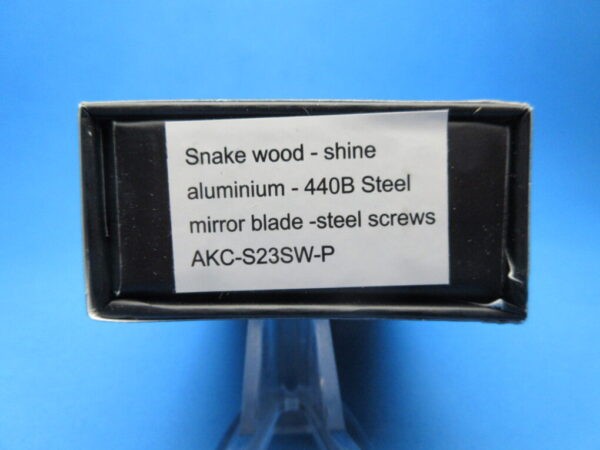 Snake wood - shine
aluminium - 440B Steel
mirror blade -steel screws
AKC-S23SW-P